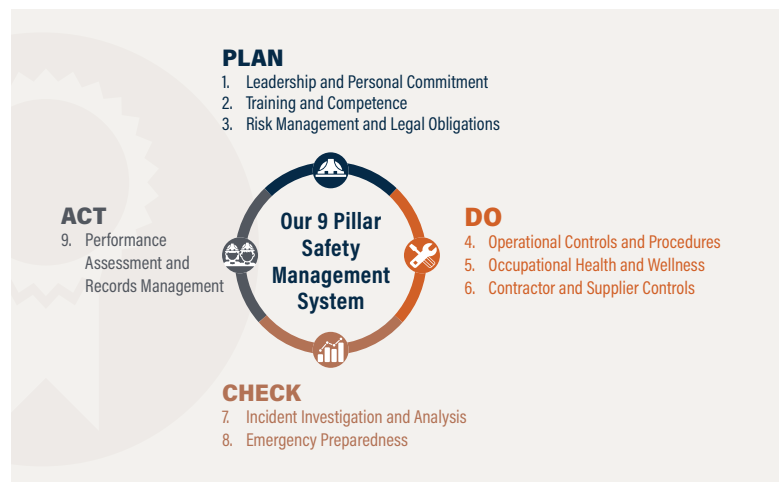 PLAN
1. Leadership and Personal Commitment
2. Training and Competence
3. Risk Management and Legal Obligations
Our 9 Pillar
Safety
Management
System
DO
4. Operational Controls and Procedures
5. Occupational Health and Wellness
6. Contractor and Supplier Controls
CHECK
7. Incident Investigation and Analysis
8. Emergency Preparedness
ACT
9. Performance
Assessment and
Records Management